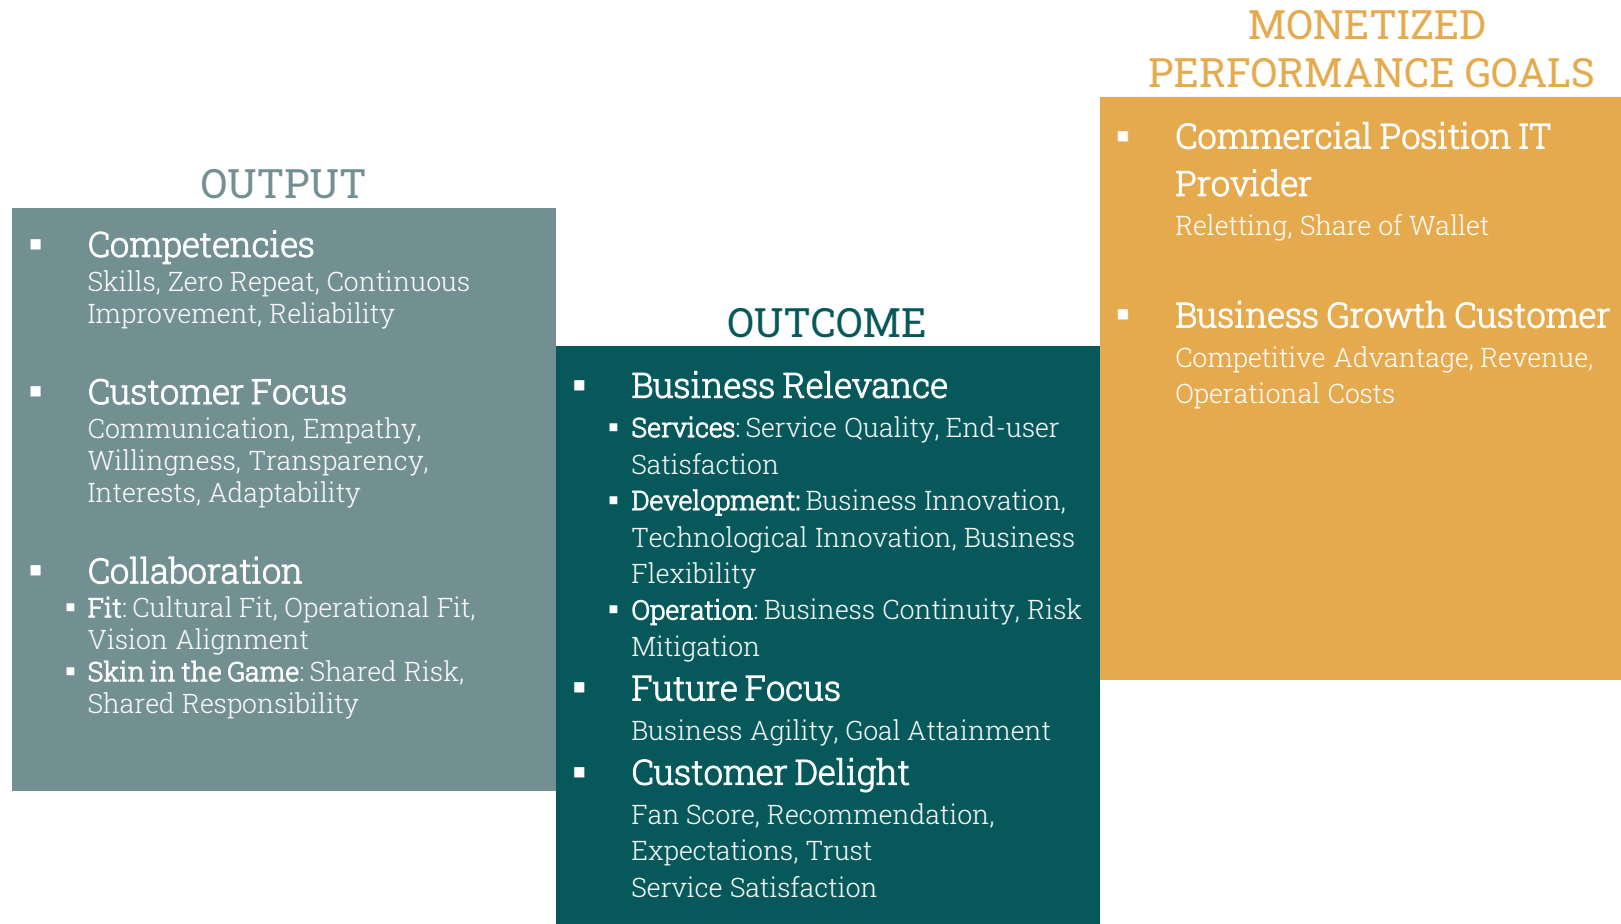 OUTPUT
▪ Competencies
Skills, Zero Repeat, Continuous
Improvement, Reliability
▪ Customer Focus
Communication, Empathy,
Willingness, Transparency,
Interests, Adaptability
▪ Collaboration
▪ Fit: Cultural Fit, Operational Fit,
Vision Alignment
▪ Skin in the Game: Shared Risk,
Shared Responsibility
OUTCOME
▪ Business Relevance
▪ Services: Service Quality, End-user
Satisfaction
▪ Development: Business Innovation,
Technological Innovation, Business
Flexibility
▪ Operation: Business Continuity, Risk
Mitigation
▪ Future Focus
Business Agility, Goal Attainment
▪ Customer Delight
Fan Score, Recommendation,
Expectations, Trust
Service Satisfaction
MONETIZED
PERFORMANCE GOALS
▪ Commercial Position IT
Provider
Reletting, Share of Wallet
▪ Business Growth Customer
Competitive Advantage, Revenue,
Operational Costs